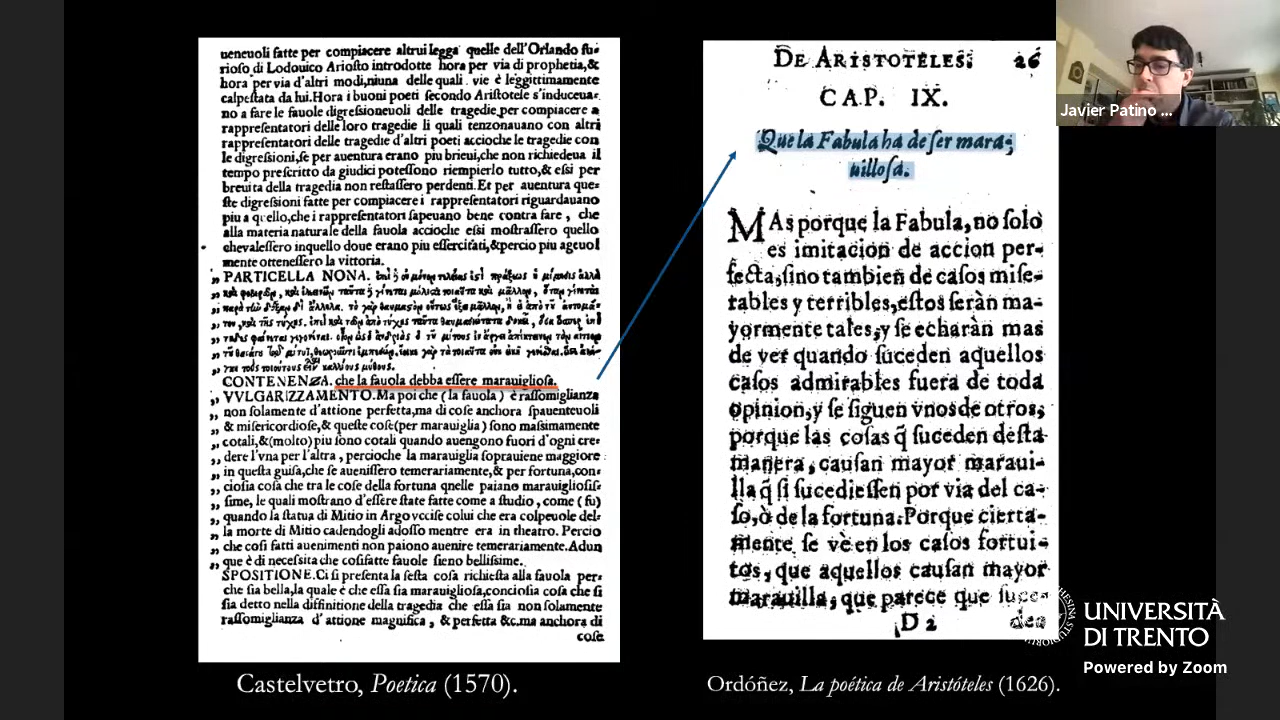 ueneuoli fatte per compiacere altrui legga quelle dell'Orlando fu-
rioso di Lodouico Ariosto introdotte hora per via di prophetia, &
hora per via d'altri modi, niuna delle quali vie è leggittimamente
calpestata da lui. Hora i buoni poeti secondo Aristotele s'induceua-
no a fare le fauole digressioneuoli delle tragedie, per compiacere a
rappresentatori delle loro tragedie li quali tenzonauano con altri
rappresentatori delle tragedie d'altri poeti accioche le tragedie con
le digressioni, se per auentura erano piu brieui, che non richiedeua il
tempo prescritto da giudici potessono riempierlo tutto, & essi per
breuita della tragedia non restassero perdenti. Et per auentura que-
ste digressioni fatte per compiacere i rappresentatori riguardauano
piu a quello, che i rappresentatori sapeuano bene contra fare, che
alla materia naturale della fauola accioche essi mostrassero quello
che valessero in quello doue erano piu essercitati, & percio piu ageuol
mente ottenessero la vittoria.
„ PARTICELLA NONA.
CONTENENZA. che la fauola debba essere marauigliosa.
„ VVLGARIZZAMENTO. Ma poi che (la fauola) è rassomiglianza
„ non solamente d'attione perfetta, ma di cose anchora spauenteuoli
„ & misericordiose, & queste cose (per marauiglia) sono massimamente
„ cotali, & (molto) piu sono cotali quando auengono fuori d'ogni cre-
„ dere l'vna per l'altra, percioche la marauiglia soprauiene maggiore
„ in questa guisa, che se auenissero temerariamente, & per fortuna, con-
„ ciosia cosa che tra le cose della fortuna quelle paiano marauigliosis-
„ sime, le quali mostrano d'essere state fatte come a studio, come (fu)
„ quando la statua di Mitio in Argo vccise colui che era colpeuole del-
„ la morte di Mitio cadendogli adosso mentre era in theatro. Percio
„ che cosi fatti auenimenti non paiono auenire temerariamente. Adun
„ que è di necessita che cosifatte fauole sieno bellissime.
SPOSITIONE. Ci si presenta la sesta cosa richiesta alla fauola per-
che sia bella, la quale è che essa sia marauigliosa, conciosia cosa che si
sia detto nella diffinitione della tragedia che essa sia non solamente
rassomiglianza d'attione magnifica, & perfetta &c. ma anchora di
cose
Castelvetro, Poetica (1570).
DE ARISTOTELES: 26
CAP. IX.
Que la Fabula ha de ser mara-
uillosa.
MAs porque la Fabula, no solo
es imitacion de accion per-
fecta, sino tambien de casos mise-
rables y terribles, estos seràn ma-
yormente tales, y se echaràn mas
de ver quando suceden aquellos
casos admirables fuera de toda
opinion, y se siguen vnos de otros,
porque las cosas q̃ suceden desta
manera, causan mayor maraui-
lla q̃ si sucediessen por via del ca-
so, ò de la fortuna. Porque cierta-
mente se vè en los casos fortui-
tos, que aquellos causan mayor
marauilla, que parece que suce-
D 2 den
Ordóñez, La poética de Aristóteles (1626).
Javier Patino ...
UNIVERSITÀ
DI TRENTO
Powered by Zoom